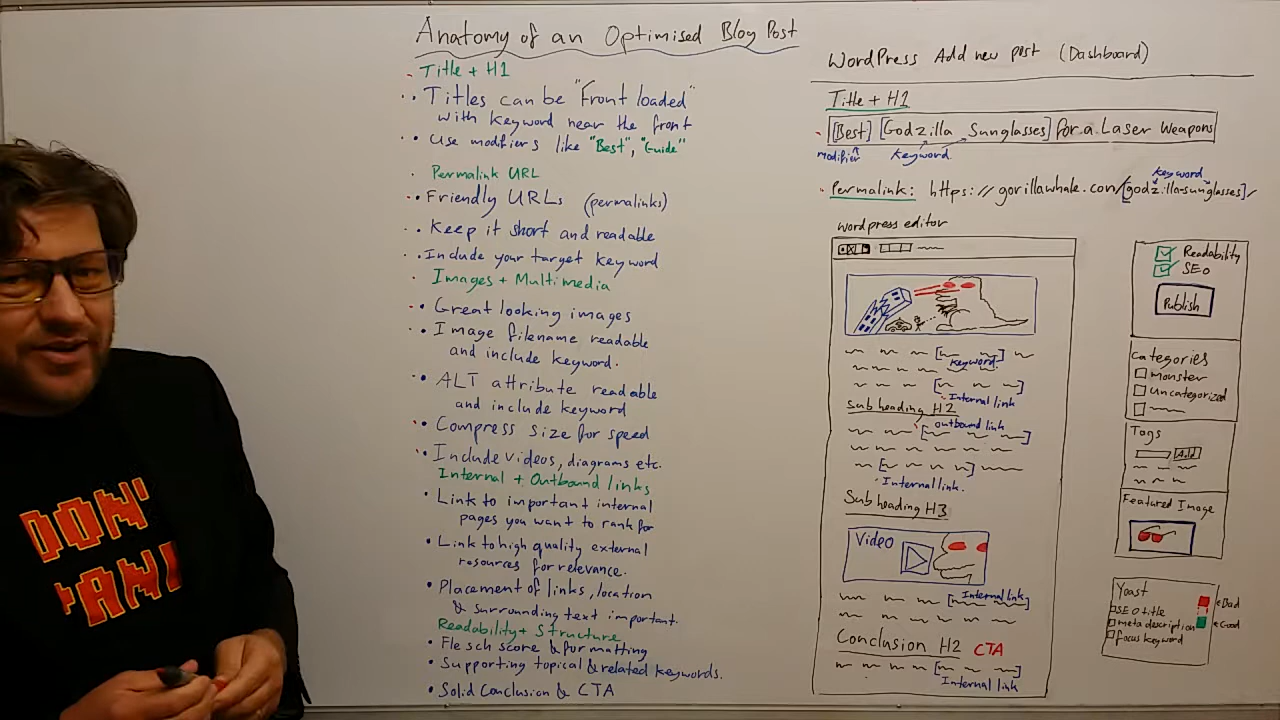 Anatomy of an Optimised Blog Post
Title + H1
Titles can be "Front loaded"
with keyword near the front
Use modifiers like "Best", "Guide"
Permalink URL
Friendly URLs (permalinks)
Keep it short and readable
Include your target keyword
Images + Multimedia
Great looking images
Image filename readable
and include keyword.
ALT attribute readable
and include keyword
Compress size for speed
Include videos, diagrams etc.
Internal + Outbound links
Link to important internal
pages you want to rank for
Link to high quality external
resources for relevance.
Placement of links, location
& surrounding text important.
Readability + Structure
Flesch score & formatting
Supporting topical & related keywords.
Solid Conclusion & CTA
WordPress Add new post (Dashboard)
Title + H1
[Best] [Godzilla Sunglasses] for a Laser Weapons
modifier keyword
keyword
Permalink: https://gorillawhale.com/[godzilla-sunglasses]/
wordpress editor
keyword
Internal link
Sub heading H2
outbound link
Internal link.
Sub heading H3
Video
Internal link
Conclusion H2 CTA
Internal link
Readability
SEO
Publish
Categories
Monster
Uncategorized
Tags
Add
Featured Image
Yoast
SEO title
meta description
focus keyword
= Bad
= Good
DON'
PANI